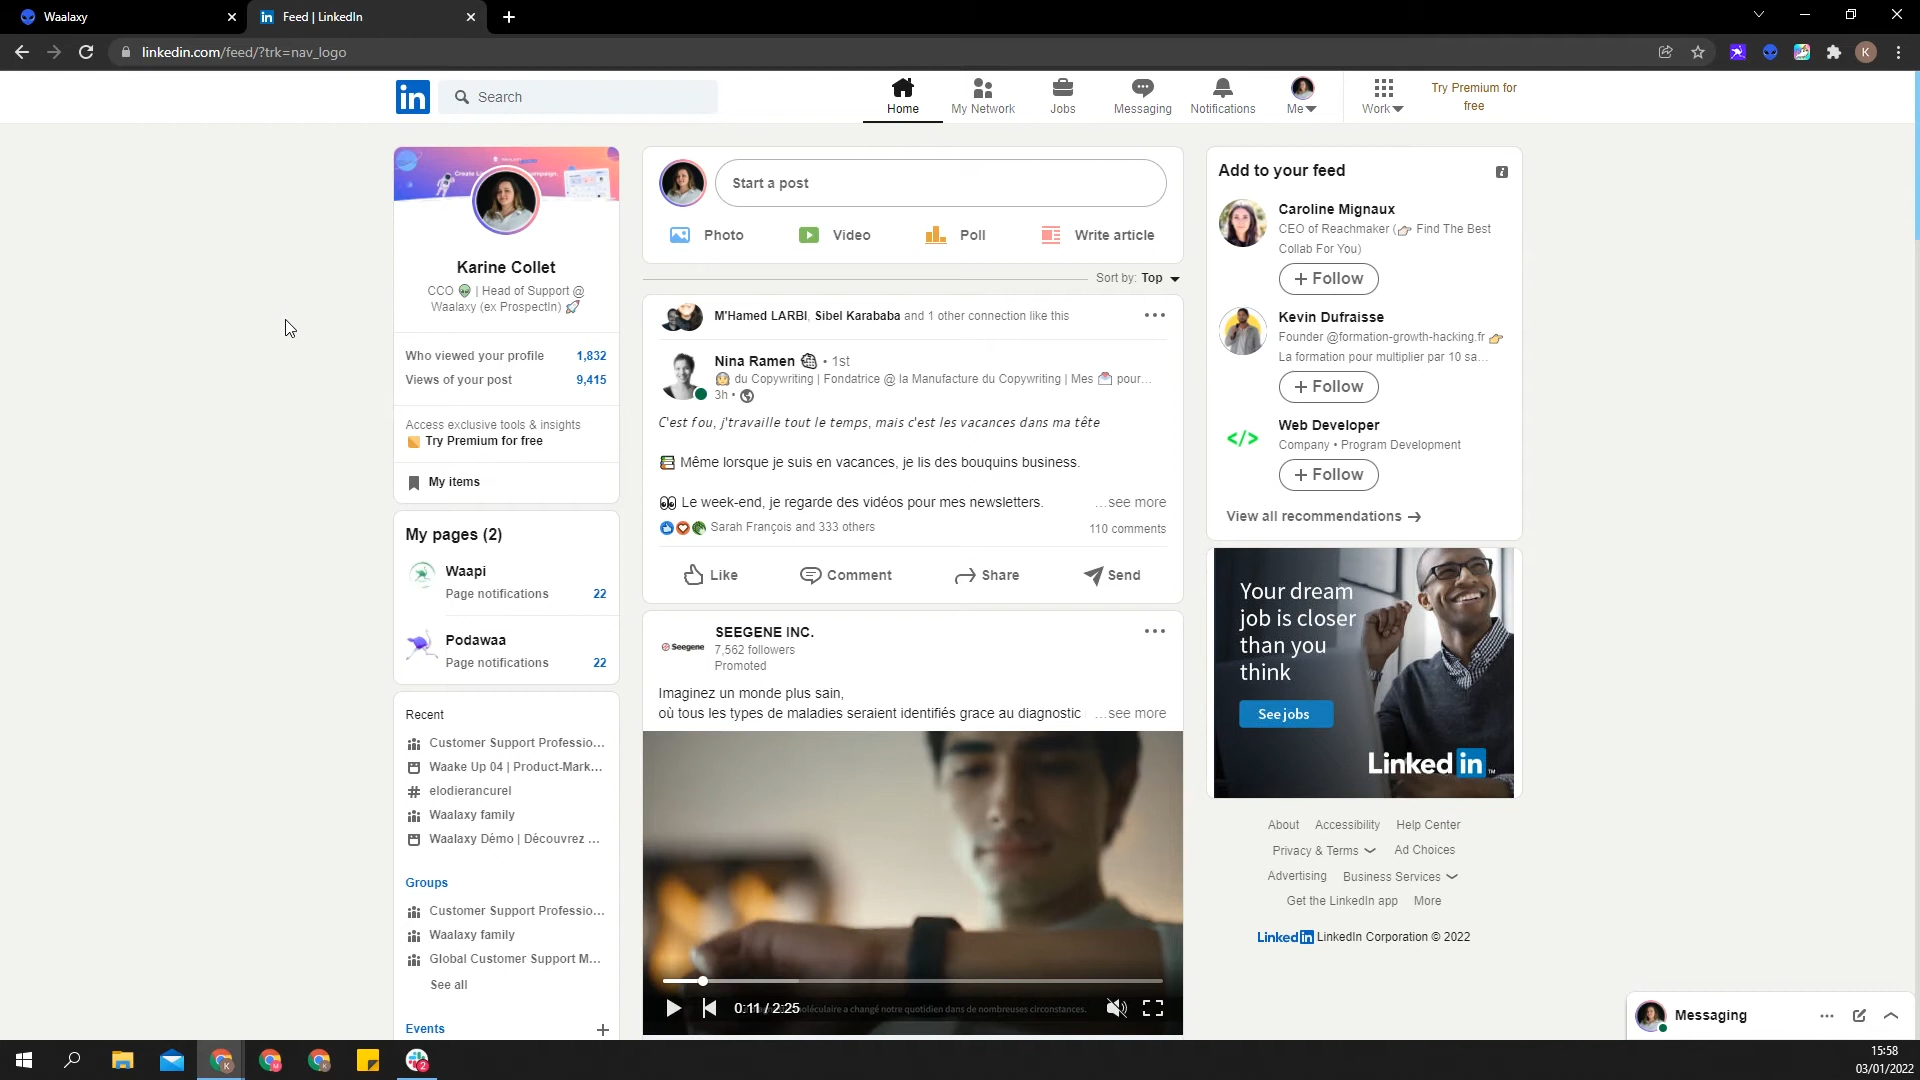 Waalaxy
Feed | LinkedIn
linkedin.com/feed/?trk=nav_logo
K
in
Search
Home
My Network
Jobs
Messaging
Notifications
Me
Work
Try Premium for
free
Karine Collet
CCO 👽 | Head of Support @
Waalaxy (ex ProspectIn) 🚀
Who viewed your profile 1,832
Views of your post 9,415
Access exclusive tools & insights
Try Premium for free
My items
My pages (2)
Waapi
Page notifications 22
Podawaa
Page notifications 22
Recent
Customer Support Professio...
Waake Up 04 | Product-Mark...
# elodierancurel
Waalaxy family
Waalaxy Démo | Découvrez ...
Groups
Customer Support Professio...
Waalaxy family
Global Customer Support M...
See all
Events +
Start a post
Photo
Video
Poll
Write article
Sort by: Top
M'Hamed LARBI, Sibel Karababa and 1 other connection like this
Nina Ramen • 1st
du Copywriting | Fondatrice @ la Manufacture du Copywriting | Mes 📩 pour...
3h •
C'est fou, j'travaille tout le temps, mais c'est les vacances dans ma tête
📚 Même lorsque je suis en vacances, je lis des bouquins business.
👀 Le week-end, je regarde des vidéos pour mes newsletters. ...see more
Sarah François and 333 others 110 comments
Like
Comment
Share
Send
Seegene
SEEGENE INC.
7,562 followers
Promoted
Imaginez un monde plus sain,
où tous les types de maladies seraient identifiés grace au diagnostic ...see more
0:11 / 2:25
moléculaire a changé notre quotidien dans de nombreuses circonstances.
Add to your feed
Caroline Mignaux
CEO of Reachmaker (👉 Find The Best
Collab For You)
+ Follow
Kevin Dufraisse
Founder @formation-growth-hacking.fr 👉
La formation pour multiplier par 10 sa...
+ Follow
</>
Web Developer
Company • Program Development
+ Follow
View all recommendations →
Your dream
job is closer
than you
think
See jobs
Linked in
About Accessibility Help Center
Privacy & Terms Ad Choices
Advertising Business Services
Get the LinkedIn app More
Linked in LinkedIn Corporation © 2022
Messaging
2
15:58
03/01/2022